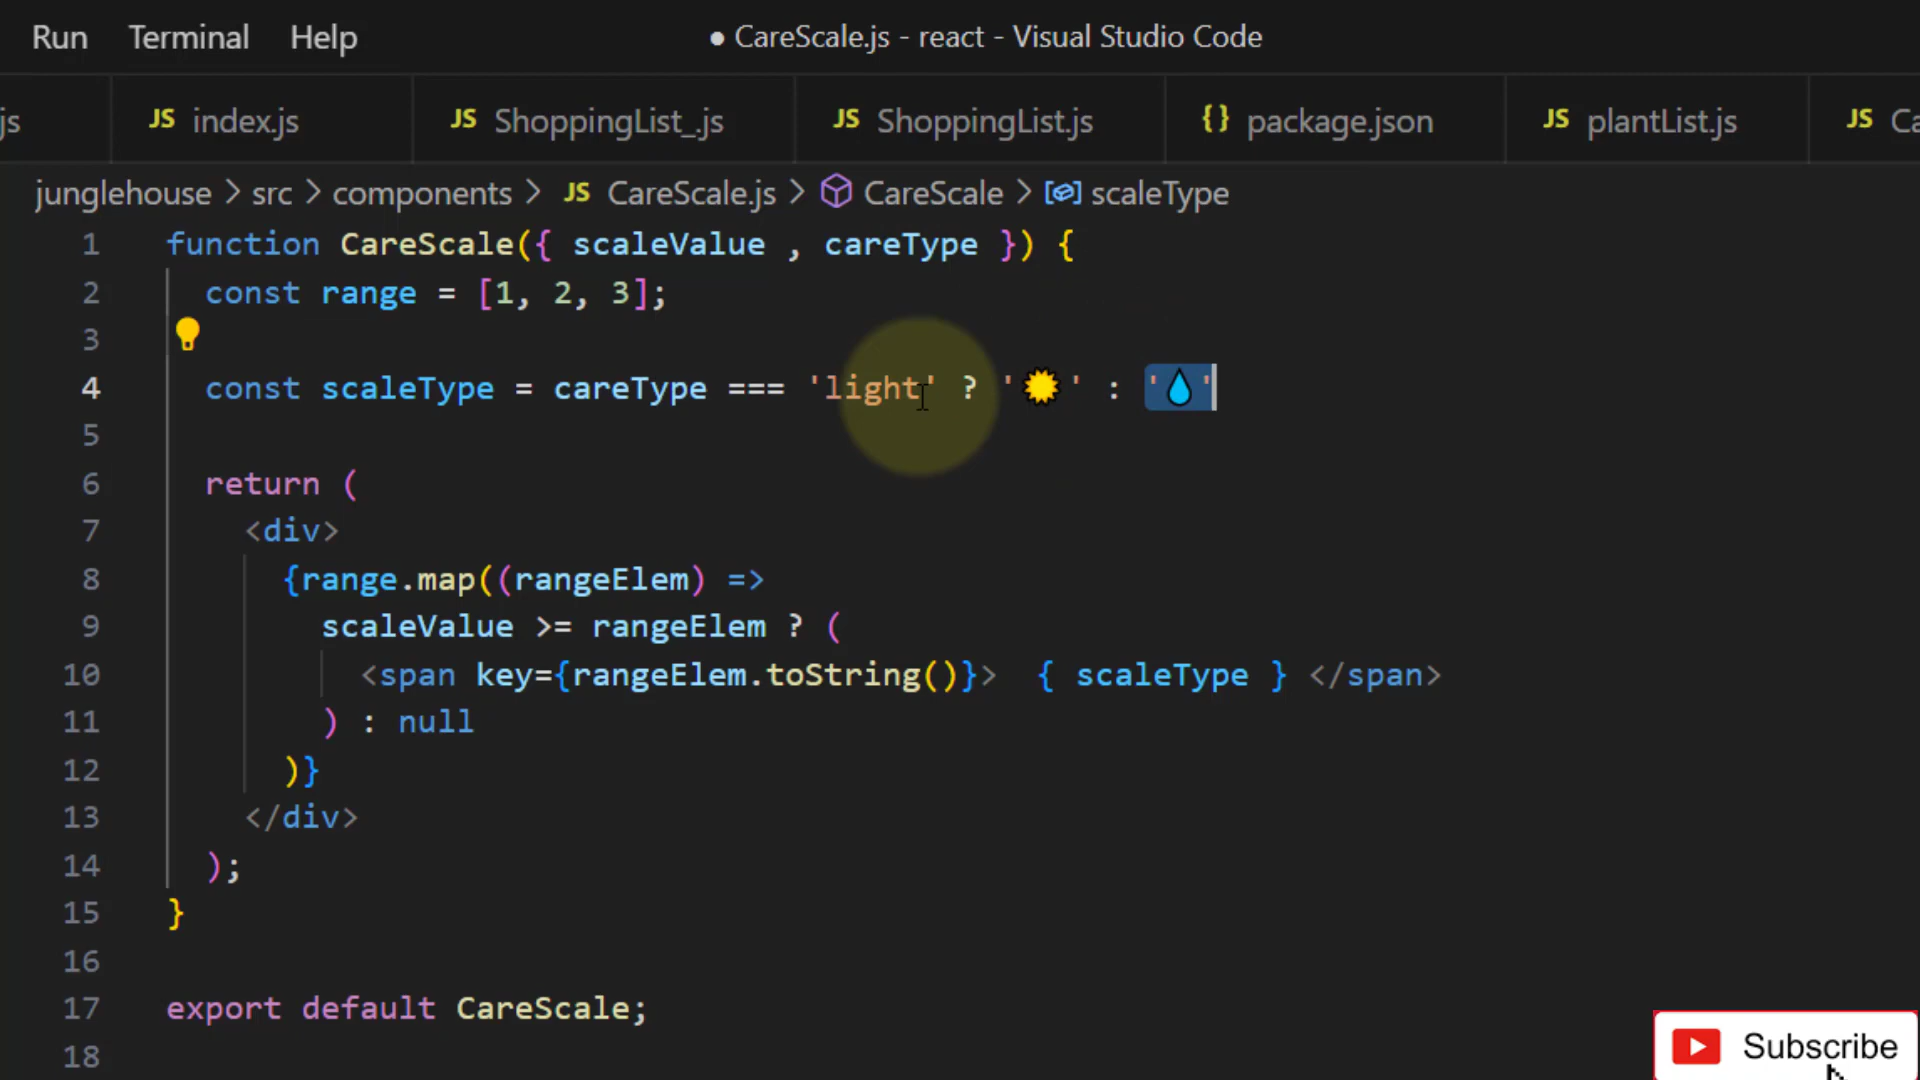 Run Terminal Help ● CareScale.js - react - Visual Studio Code
js JS index.js JS ShoppingList_.js JS ShoppingList.js {} package.json JS plantList.js JS Ca
junglehouse > src > components > JS CareScale.js > CareScale > scaleType
1 function CareScale({ scaleValue , careType }) {
2 const range = [1, 2, 3];
3
4 const scaleType = careType === 'light' ? '☀️' : '💧'
5
6 return (
7 <div>
8 {range.map((rangeElem) =>
9 scaleValue >= rangeElem ? (
10 <span key={rangeElem.toString()}> { scaleType } </span>
11 ) : null
12 )}
13 </div>
14 );
15 }
16
17 export default CareScale;
18
Subscribe